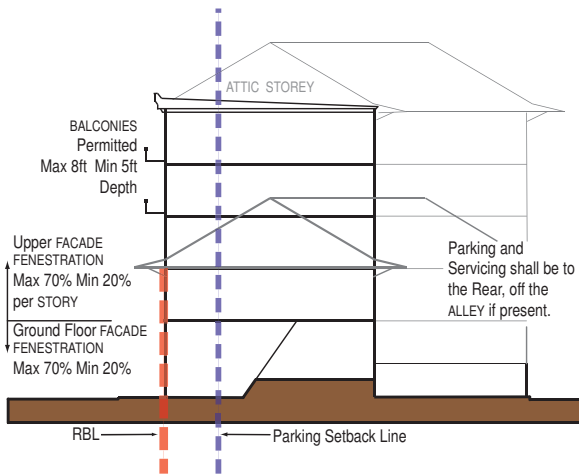 ATTIC STOREY
BALCONIES
Permitted
Max 8ft Min 5ft
Depth
Upper FACADE
FENESTRATION
Max 70% Min 20%
per STORY
Ground Floor FACADE
FENESTRATION
Max 70% Min 20%
Parking and
Servicing shall be to
the Rear, off the
ALLEY if present.
RBL
Parking Setback Line